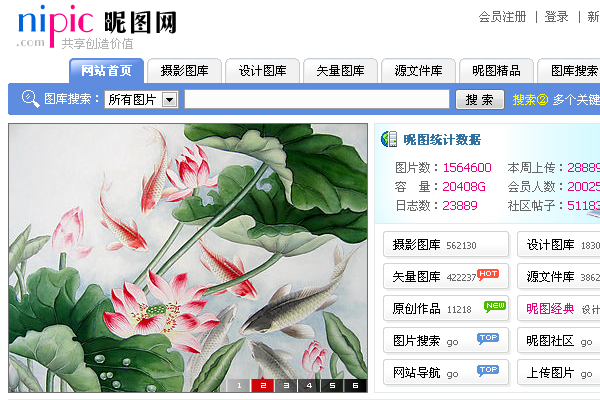 nipic 昵图网
.com 共享创造价值
会员注册 | 登录 | 新
网站首页 摄影图库 设计图库 矢量图库 源文件库 昵图精品 图库搜索
图库搜索： 所有图片 搜 索 搜索② 多个关键
昵图统计数据
图片数：1564600 本周上传：28889
容 量：20408G 会员人数：20025
日志数：23889 社区帖子：51183
摄影图库 562130 设计图库 1830
矢量图库 422237 HOT 源文件库 3862
原创作品 11218 NEW 昵图经典 设计
图片搜索 go TOP 昵图社区 go
网站导航 go TOP 上传图片 go
1 2 3 4 5 6